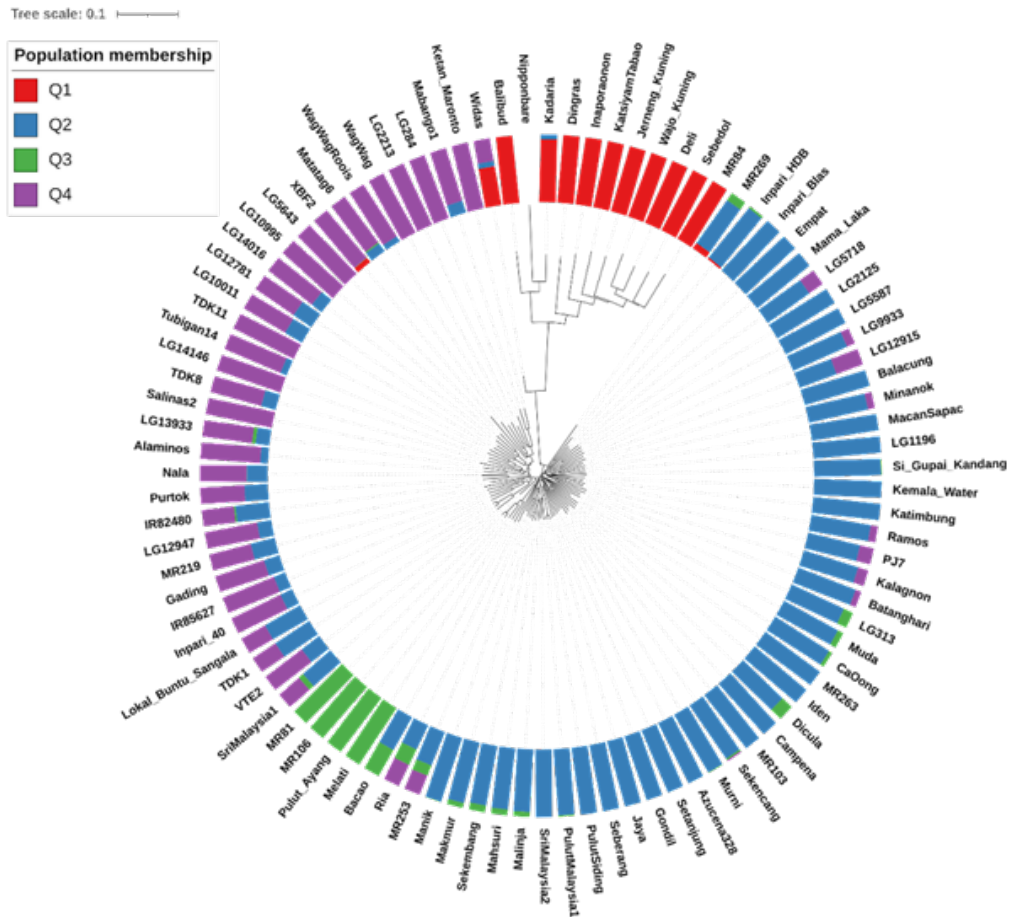 Tree scale: 0.1
Population membership
Q1
Q2
Q3
Q4
Nipponbare
Kadaria
Dingras
Inaporaonon
KatsiyamTabao
Jerneng_Kuning
Wajo_Kuning
Deli
Sebedol
MR84
MR269
Inpari_HDB
Inpari_Blas
Empat
Mama_Laka
LG5718
LG2125
LG5587
LG9933
LG12915
Balacung
Minanok
MacanSapac
LG1196
Si_Gupai_Kandang
Kemala_Water
Katimbung
Ramos
PJ7
Kalagnon
Batanghari
LG313
Muda
CaOong
MR263
Iden
Dicula
Campena
MR103
Sekencang
Murni
Azucena328
Setanjung
Gondil
Jaya
Seberang
PulutSiding
PulutMalaysia1
SriMalaysia2
Malinja
Mahsuri
Sekembang
Makmur
Manik
MR253
Ria
Bacao
Melati
Pulut_Ayang
MR106
MR81
SriMalaysia1
VTE2
TDK1
Lokal_Buntu_Sangala
Inpari_40
IR85627
Gading
MR219
LG12947
IR82480
Purtok
Nala
Alaminos
LG13933
Salinas2
TDK8
LG14146
Tubigan14
TDK11
LG10011
LG12781
LG14016
LG10995
LG5643
XBF2
Matatag6
WagWagRoois
WagWag
LG2213
LG284
Mabango1
Ketan_Maronto
Widas
Balibud